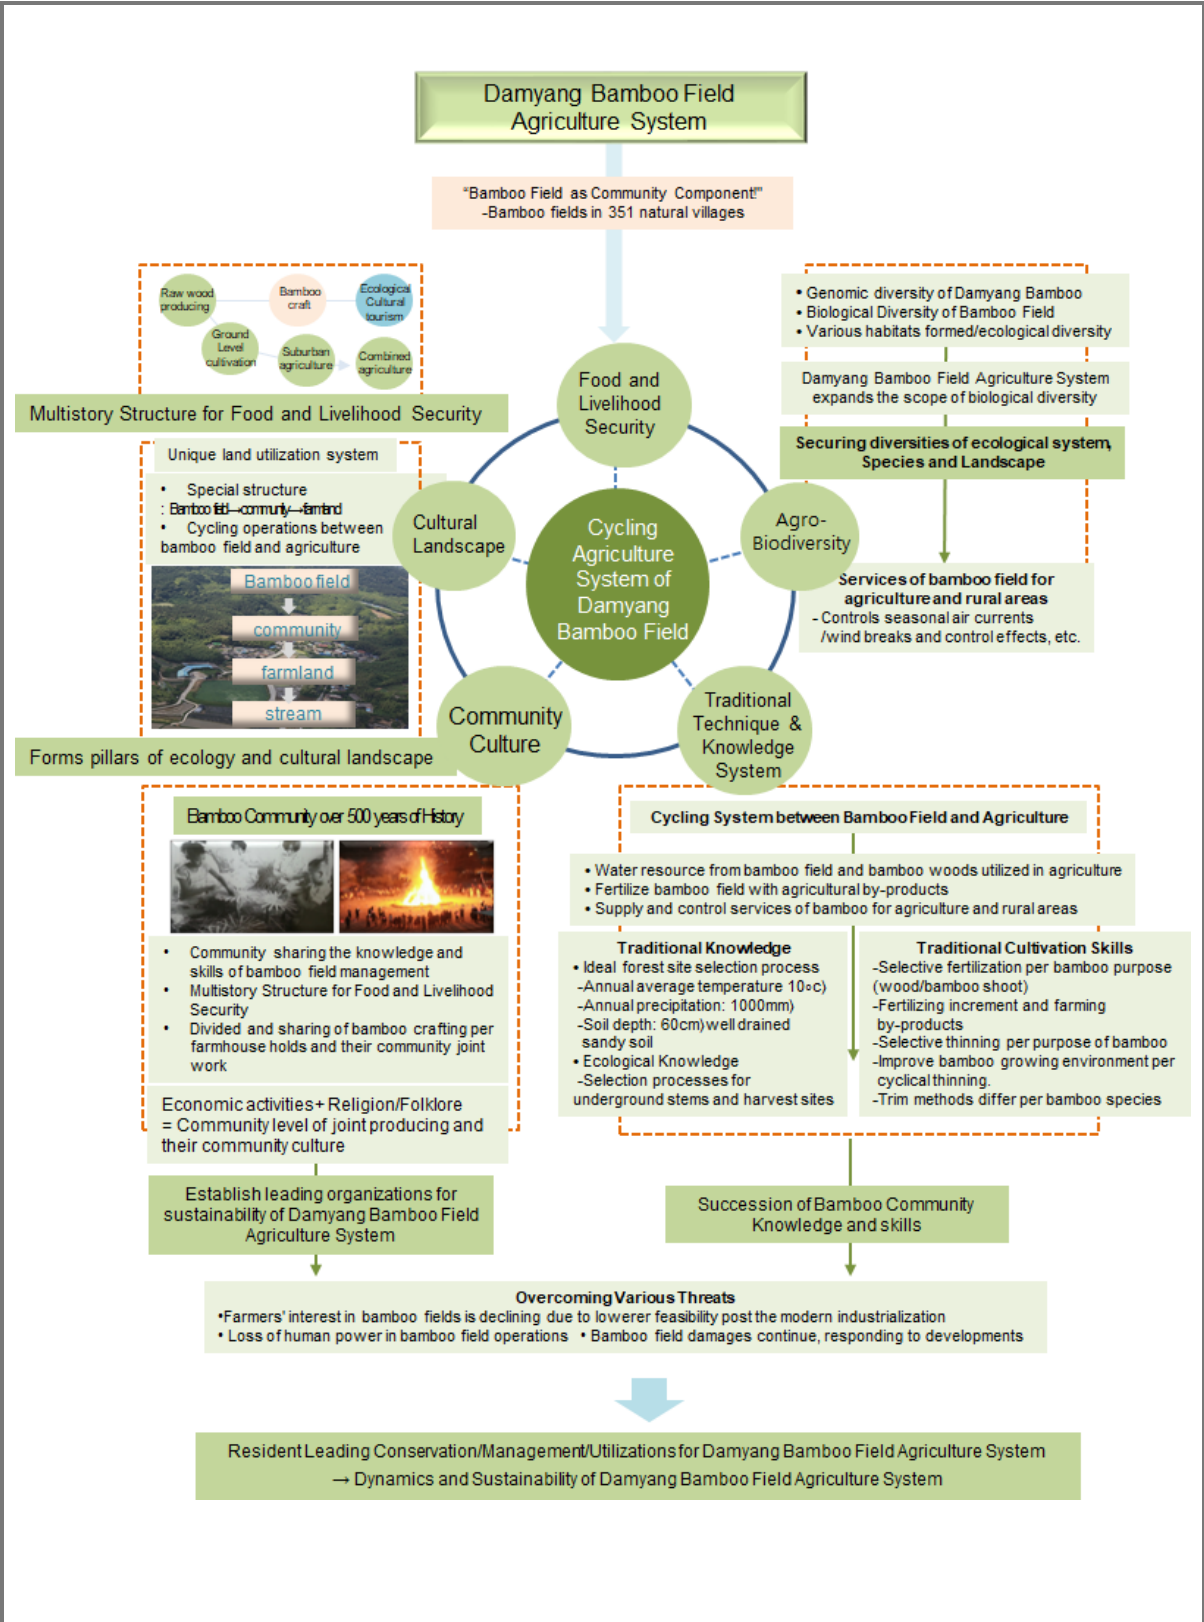 Damyang Bamboo Field
Agriculture System
“Bamboo Field as Community Component!”
-Bamboo fields in 351 natural villages
Raw wood
producing
Bamboo
craft
Ecological
Cultural
tourism
Ground
Level
cultivation
Suburban
agriculture
Combined
agriculture
Multistory Structure for Food and Livelihood Security
• Genomic diversity of Damyang Bamboo
• Biological Diversity of Bamboo Field
• Various habitats formed/ecological diversity
Damyang Bamboo Field Agriculture System
expands the scope of biological diversity
Securing diversities of ecological system,
Species and Landscape
Services of bamboo field for
agriculture and rural areas
- Controls seasonal air currents
/wind breaks and control effects, etc.
Unique land utilization system
• Special structure
: Bamboo field→community→farmland
• Cycling operations between
bamboo field and agriculture
Bamboo field
community
farmland
stream
Forms pillars of ecology and cultural landscape
Food and
Livelihood
Security
Cultural
Landscape
Agro-
Biodiversity
Cycling
Agriculture
System of
Damyang
Bamboo Field
Community
Culture
Traditional
Technique &
Knowledge
System
Bamboo Community over 500 years of History
• Community sharing the knowledge and
skills of bamboo field management
• Multistory Structure for Food and Livelihood
Security
• Divided and sharing of bamboo crafting per
farmhouse holds and their community joint
work
Economic activities + Religion/Folklore
= Community level of joint producing and
their community culture
Establish leading organizations for
sustainability of Damyang Bamboo Field
Agriculture System
Cycling System between Bamboo Field and Agriculture
• Water resource from bamboo field and bamboo woods utilized in agriculture
• Fertilize bamboo field with agricultural by-products
• Supply and control services of bamboo for agriculture and rural areas
Traditional Knowledge
• Ideal forest site selection process
-Annual average temperature 10∘c)
-Annual precipitation: 1000mm)
-Soil depth: 60cm) well drained
sandy soil
• Ecological Knowledge
-Selection processes for
underground stems and harvest sites
Traditional Cultivation Skills
-Selective fertilization per bamboo purpose
(wood/bamboo shoot)
-Fertilizing increment and farming
by-products
-Selective thinning per purpose of bamboo
-Improve bamboo growing environment per
cyclical thinning.
-Trim methods differ per bamboo species
Succession of Bamboo Community
Knowledge and skills
Overcoming Various Threats
•Farmers' interest in bamboo fields is declining due to lowerer feasibility post the modern industrialization
• Loss of human power in bamboo field operations • Bamboo field damages continue, responding to developments
Resident Leading Conservation/Management/Utilizations for Damyang Bamboo Field Agriculture System
→ Dynamics and Sustainability of Damyang Bamboo Field Agriculture System